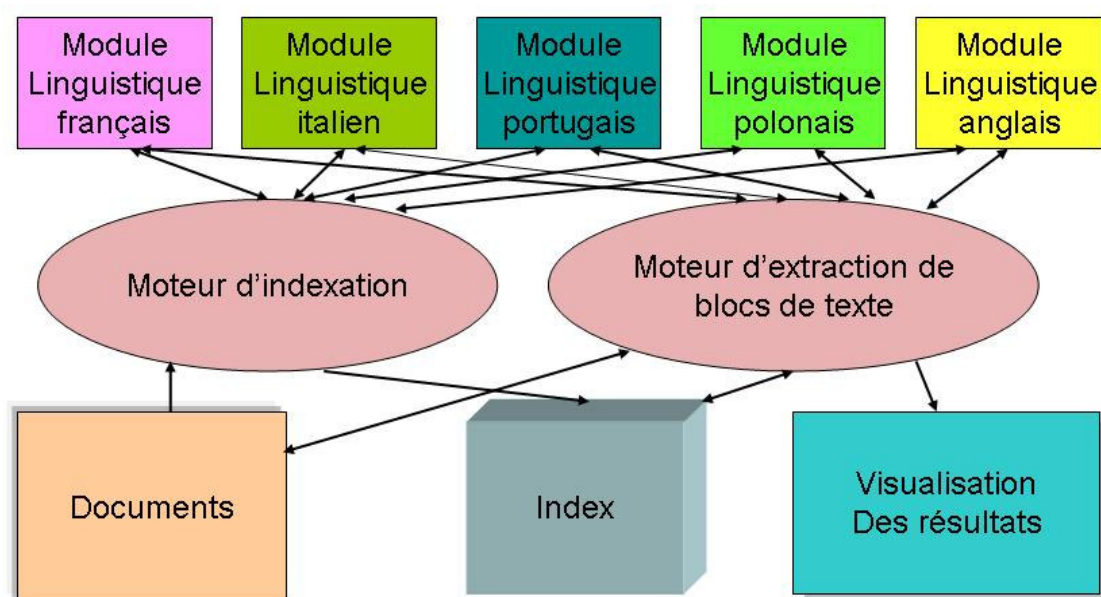 Module
Linguistique
français
Module
Linguistique
italien
Module
Linguistique
portugais
Module
Linguistique
polonais
Module
Linguistique
anglais
Moteur d'indexation
Moteur d'extraction de
blocs de texte
Documents
Index
Visualisation
Des résultats